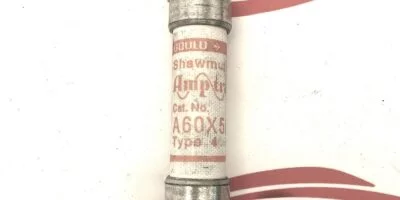 GOULD
Shawmu
Amptr
Cat. No.
A60X5
Type 4